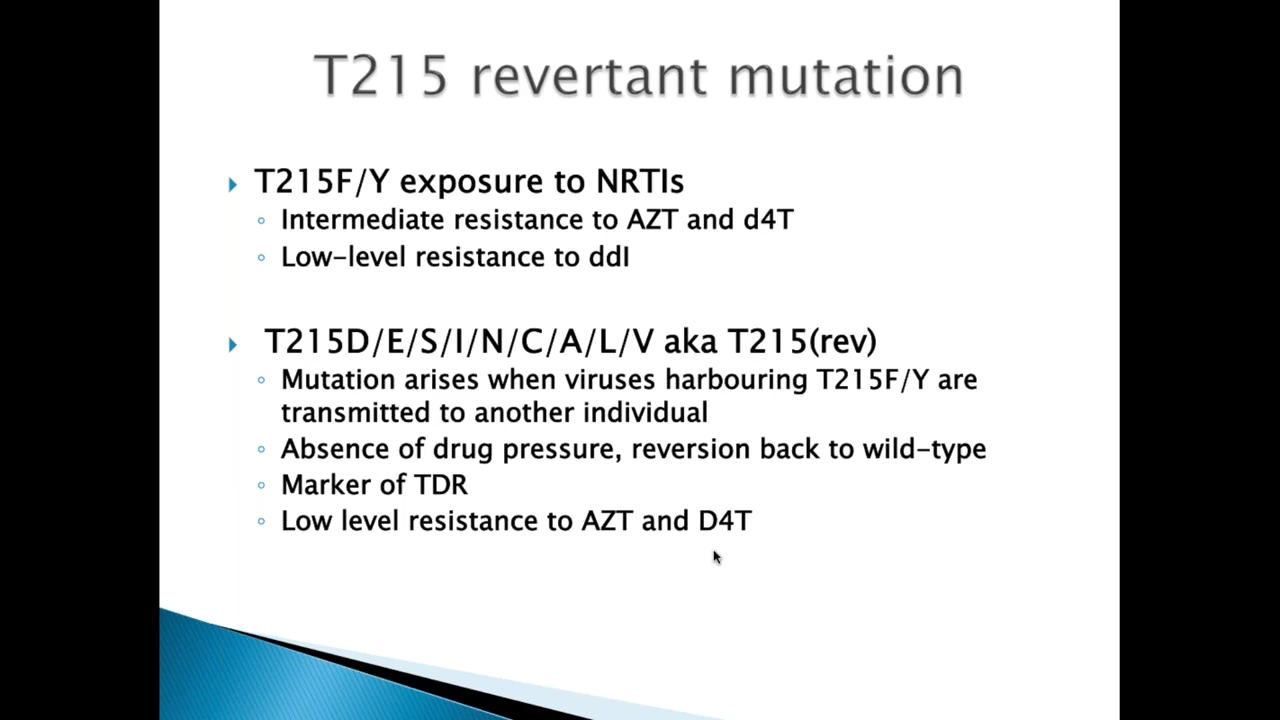 T215 revertant mutation
T215F/Y exposure to NRTIs
Intermediate resistance to AZT and d4T
Low-level resistance to ddI
T215D/E/S/I/N/C/A/L/V aka T215(rev)
Mutation arises when viruses harbouring T215F/Y are
transmitted to another individual
Absence of drug pressure, reversion back to wild-type
Marker of TDR
Low level resistance to AZT and D4T